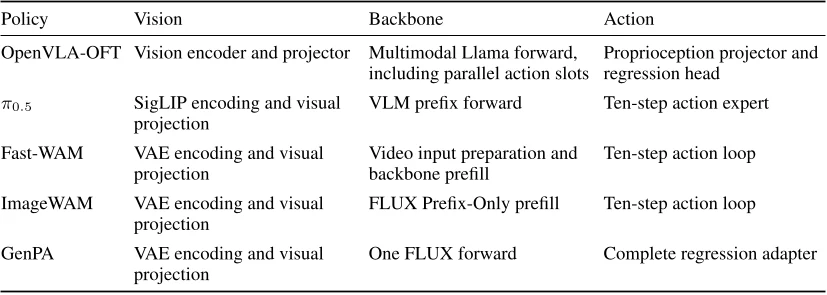 Policy Vision Backbone Action
OpenVLA-OFT Vision encoder and projector Multimodal Llama forward, Proprioception projector and
including parallel action slots regression head
π0.5 SigLIP encoding and visual VLM prefix forward Ten-step action expert
projection
Fast-WAM VAE encoding and visual Video input preparation and Ten-step action loop
projection backbone prefill
ImageWAM VAE encoding and visual FLUX Prefix-Only prefill Ten-step action loop
projection
GenPA VAE encoding and visual One FLUX forward Complete regression adapter
projection